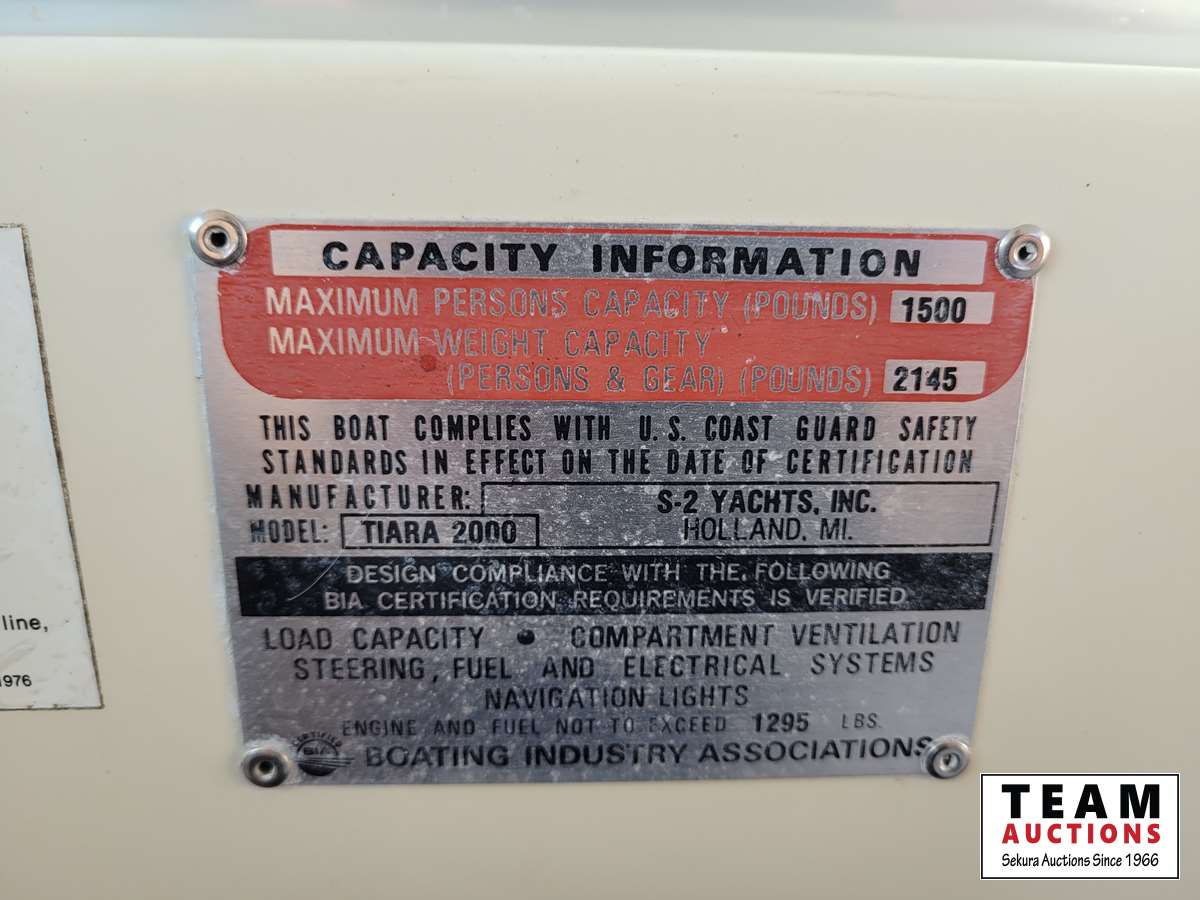 CAPACITY INFORMATION
MAXIMUM PERSONS CAPACITY (POUNDS) 1500
MAXIMUM WEIGHT CAPACITY
(PERSONS & GEAR) (POUNDS) 2145
THIS BOAT COMPLIES WITH U.S. COAST GUARD SAFETY
STANDARDS IN EFFECT ON THE DATE OF CERTIFICATION
MANUFACTURER: S-2 YACHTS, INC.
MODEL: TIARA 2000 HOLLAND, MI.
DESIGN COMPLIANCE WITH THE FOLLOWING
BIA CERTIFICATION REQUIREMENTS IS VERIFIED
LOAD CAPACITY • COMPARTMENT VENTILATION
STEERING, FUEL AND ELECTRICAL SYSTEMS
NAVIGATION LIGHTS
ENGINE AND FUEL NOT TO EXCEED 1295 LBS.
CERTIFIED
BIA
BOATING INDUSTRY ASSOCIATIONS
line,
1976
TEAM
AUCTIONS
Sekura Auctions Since 1966